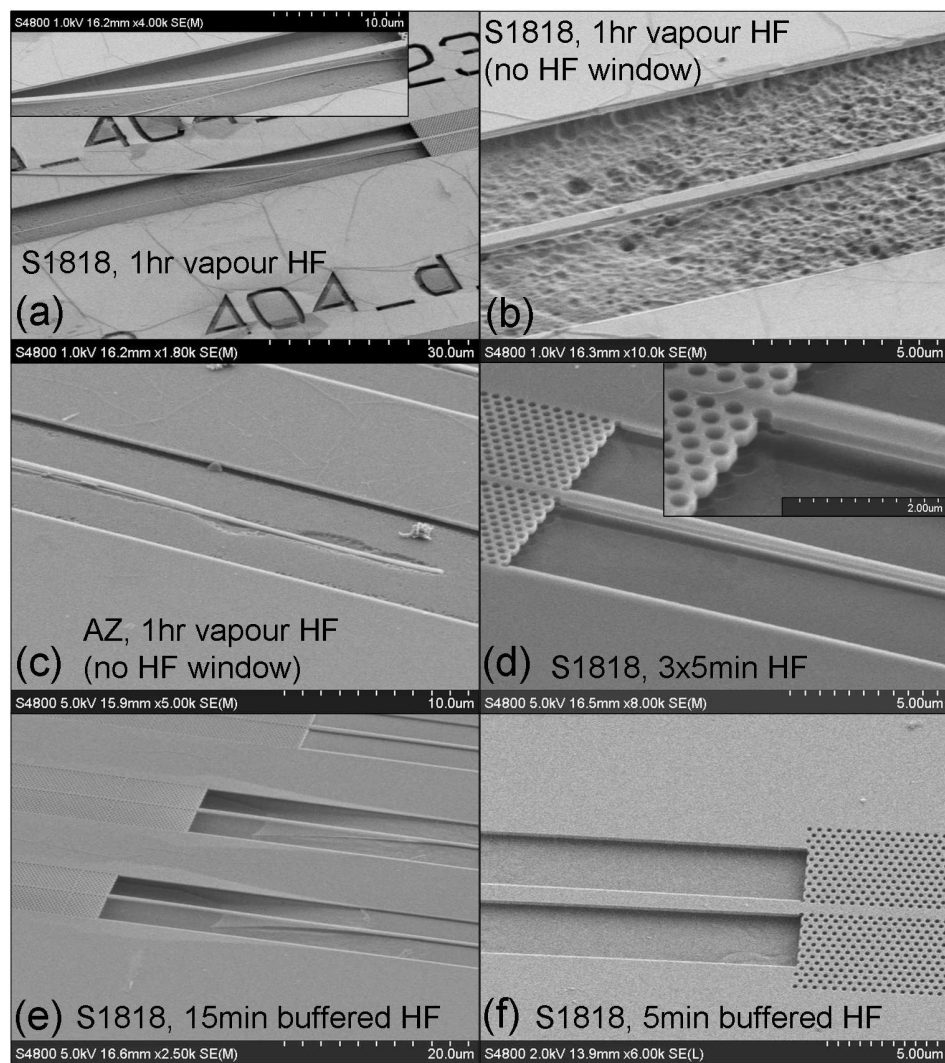 S4800 1.0kV 16.2mm x4.00k SE(M) 10.0um
23
a_404_
S1818, 1hr vapour HF
404_d
(a)
S4800 1.0kV 16.2mm x1.80k SE(M) 30.0um
S1818, 1hr vapour HF
(no HF window)
(b)
S4800 1.0kV 16.3mm x10.0k SE(M) 5.00um
AZ, 1hr vapour HF
(c) (no HF window)
S4800 5.0kV 15.9mm x5.00k SE(M) 10.0um
2.00um
(d) S1818, 3x5min HF
S4800 5.0kV 16.5mm x8.00k SE(M) 5.00um
(e) S1818, 15min buffered HF
S4800 5.0kV 16.6mm x2.50k SE(M) 20.0um
(f) S1818, 5min buffered HF
S4800 2.0kV 13.9mm x6.00k SE(L) 5.00um